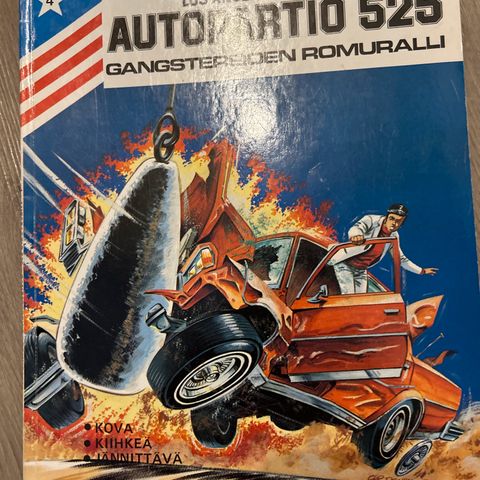 4
AUTOPARTIO 525
GANGSTEREIDEN ROMURALLI
• KOVA
• KIIHKEÄ
• JÄNNITTÄVÄ